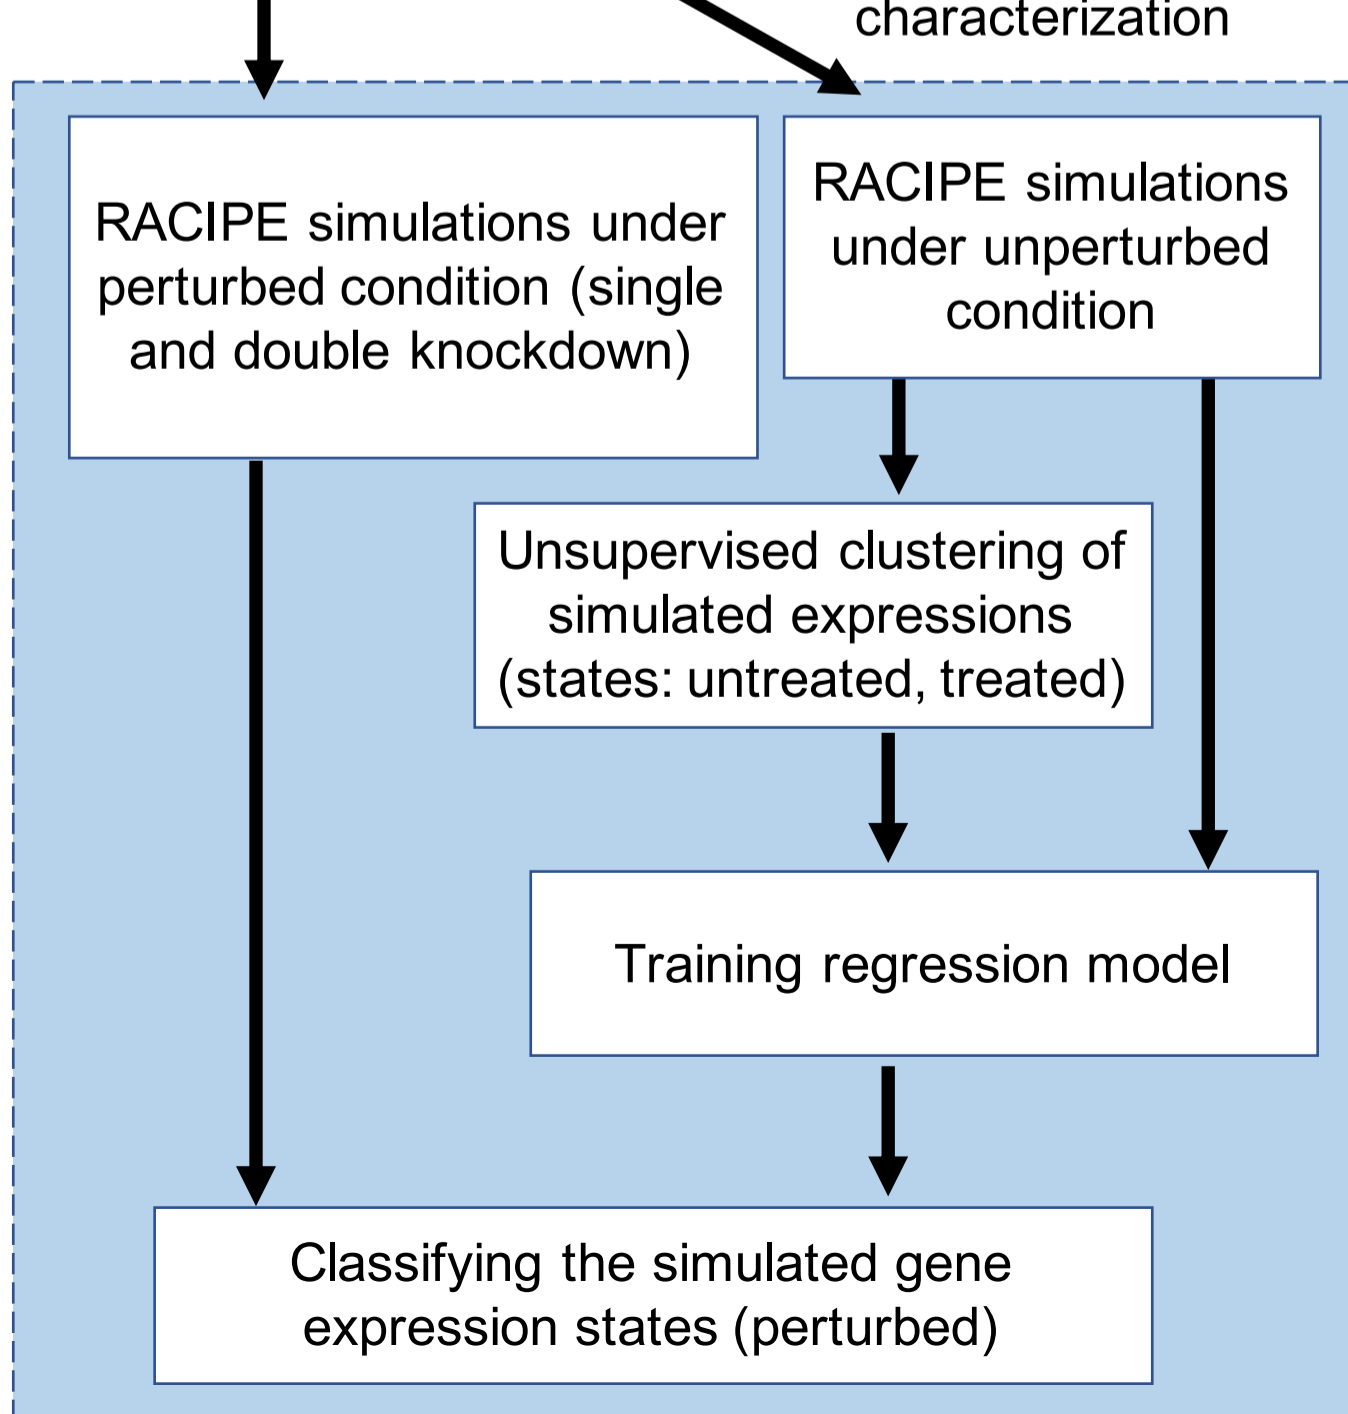 characterization
RACIPE simulations under
perturbed condition (single
and double knockdown)
RACIPE simulations
under unperturbed
condition
Unsupervised clustering of
simulated expressions
(states: untreated, treated)
Training regression model
Classifying the simulated gene
expression states (perturbed)